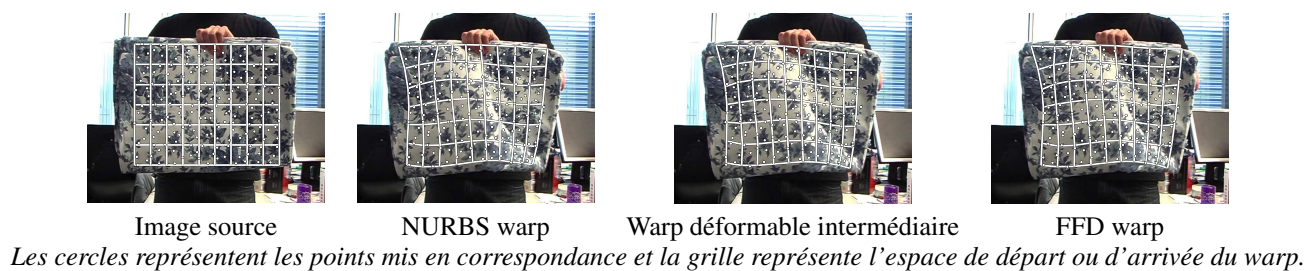 Image source
NURBS warp
Warp déformable intermédiaire
FFD warp
Les cercles représentent les points mis en correspondance et la grille représente l'espace de départ ou d'arrivée du warp.